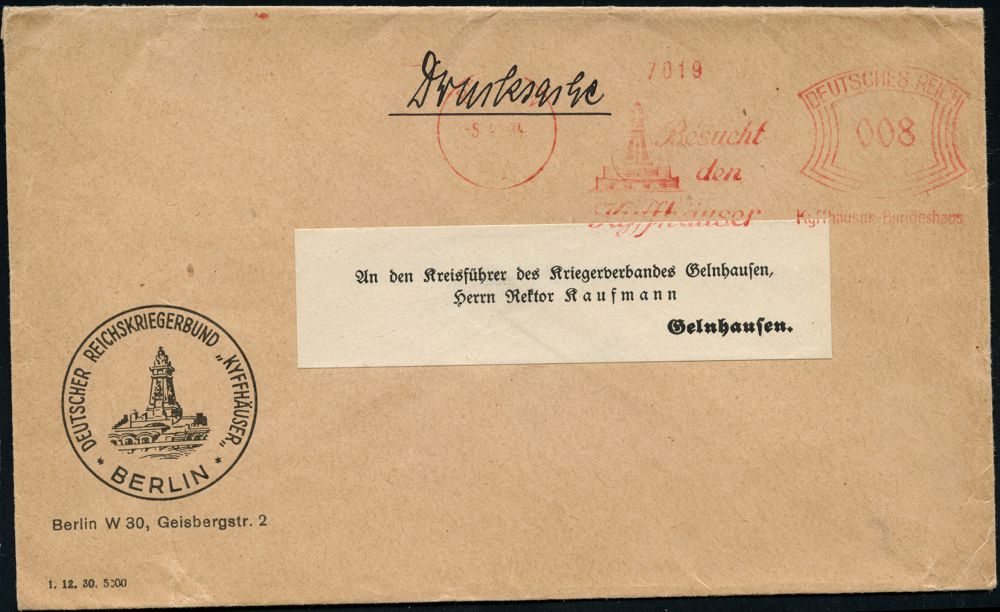 Drucksache
7019
-5. 34
Besucht
den
Kyffhäuser
DEUTSCHES REICH
008
Kyffhäuser-Bundeshaus
An den Kreisführer des Kriegerverbandes Gelnhausen,
Herrn Rektor Kaufmann
Gelnhausen.
DEUTSCHER REICHSKRIEGERBUND „KYFFHÄUSER„
* BERLIN *
Berlin W 30, Geisbergstr. 2
1. 12. 30. 5000